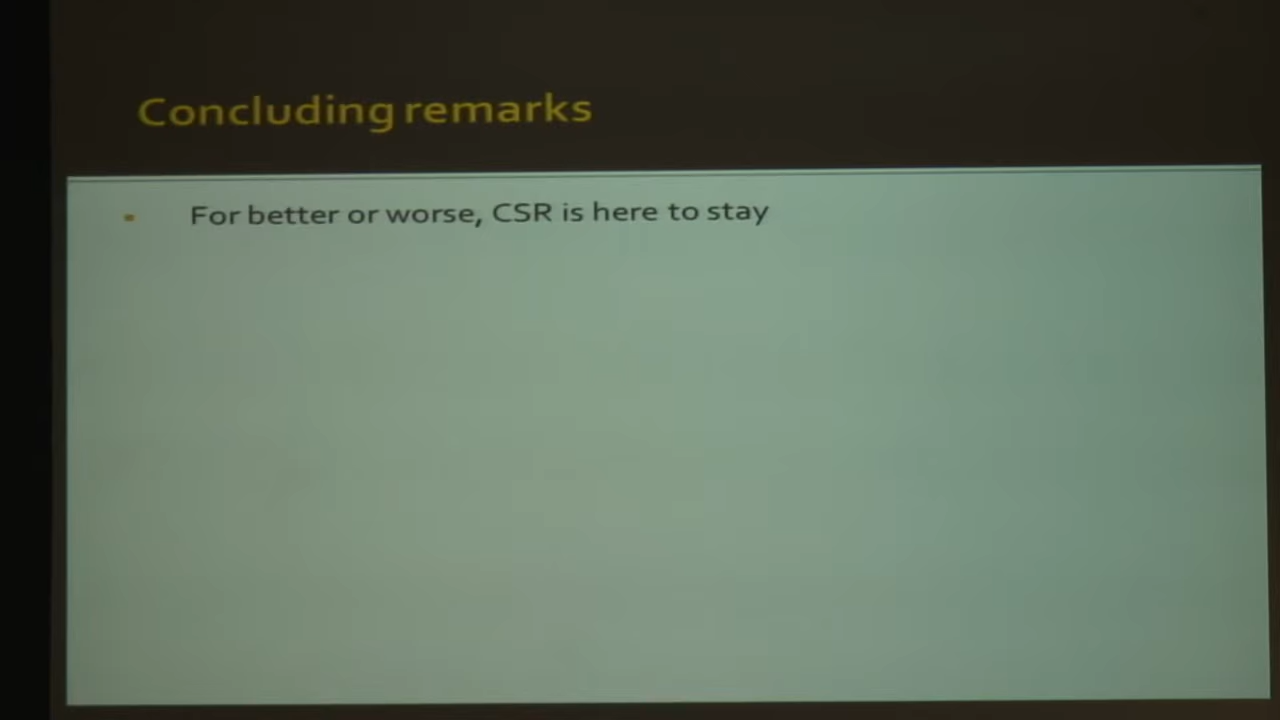 Concluding remarks
For better or worse, CSR is here to stay